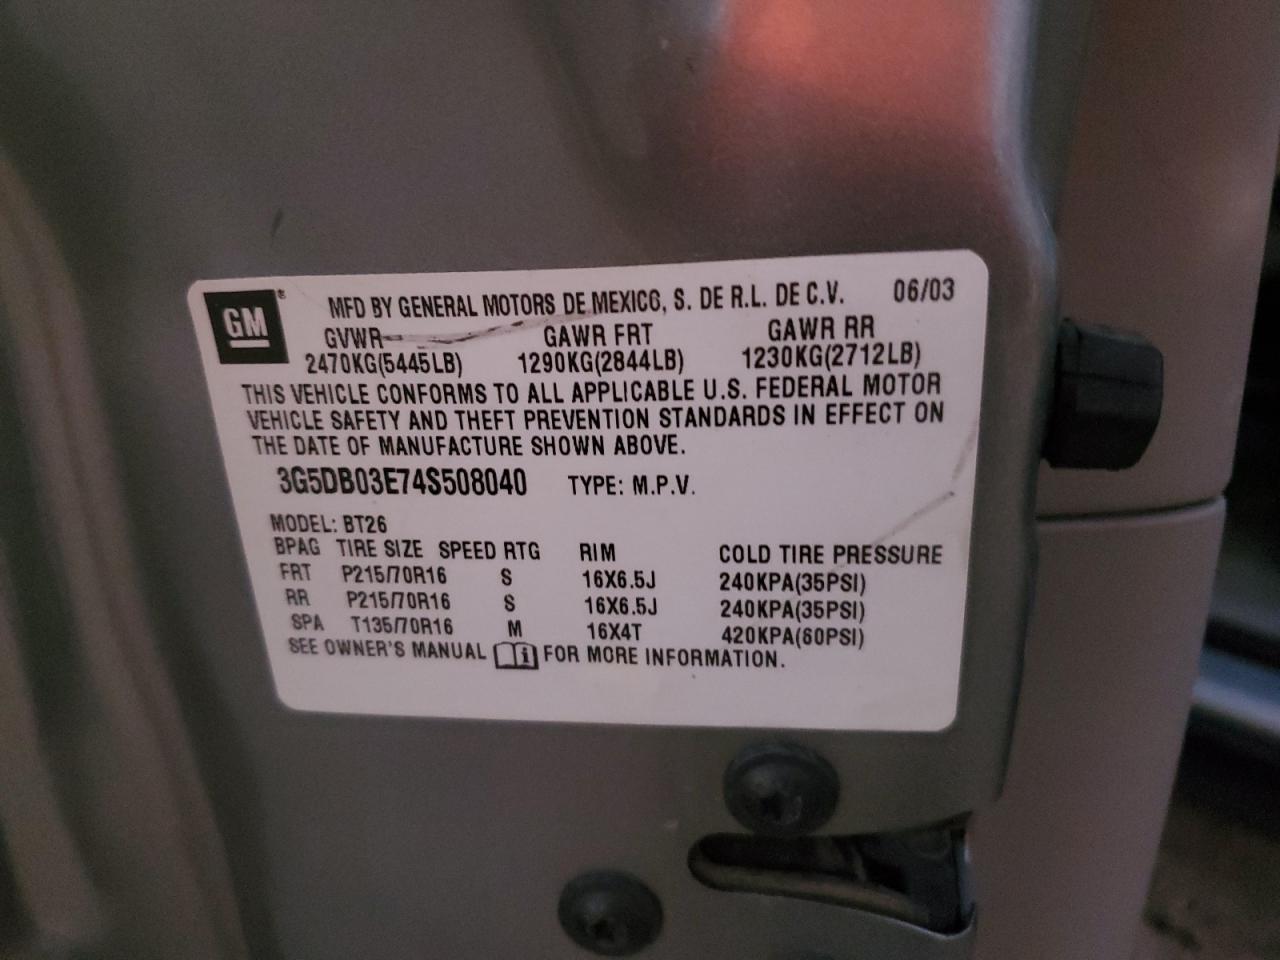 GM ® MFD BY GENERAL MOTORS DE MEXICO, S. DE R.L. DE C.V. 06/03
GVWR GAWR FRT GAWR RR
2470KG(5445LB) 1290KG(2844LB) 1230KG(2712LB)
THIS VEHICLE CONFORMS TO ALL APPLICABLE U.S. FEDERAL MOTOR
VEHICLE SAFETY AND THEFT PREVENTION STANDARDS IN EFFECT ON
THE DATE OF MANUFACTURE SHOWN ABOVE.
3G5DB03E74S508040 TYPE: M.P.V.
MODEL: BT26
BPAG TIRE SIZE SPEED RTG RIM COLD TIRE PRESSURE
FRT P215/70R16 S 16X6.5J 240KPA(35PSI)
RR P215/70R16 S 16X6.5J 240KPA(35PSI)
SPA T135/70R16 M 16X4T 420KPA(60PSI)
SEE OWNER'S MANUAL i FOR MORE INFORMATION.